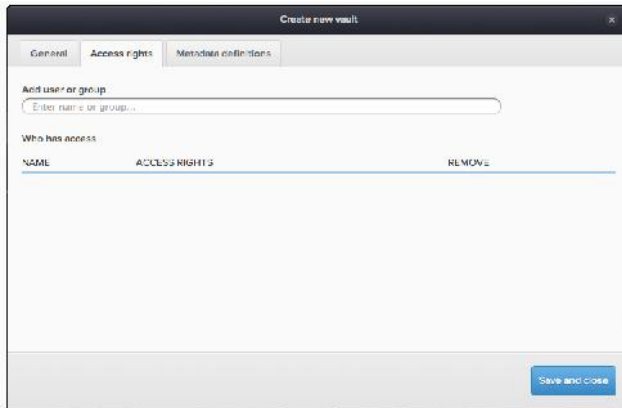 Create new vault
×
General Access rights Metadata definitions
Add user or group
Enter name or group...
Who has access
NAME ACCESS RIGHTS REMOVE
Save and close